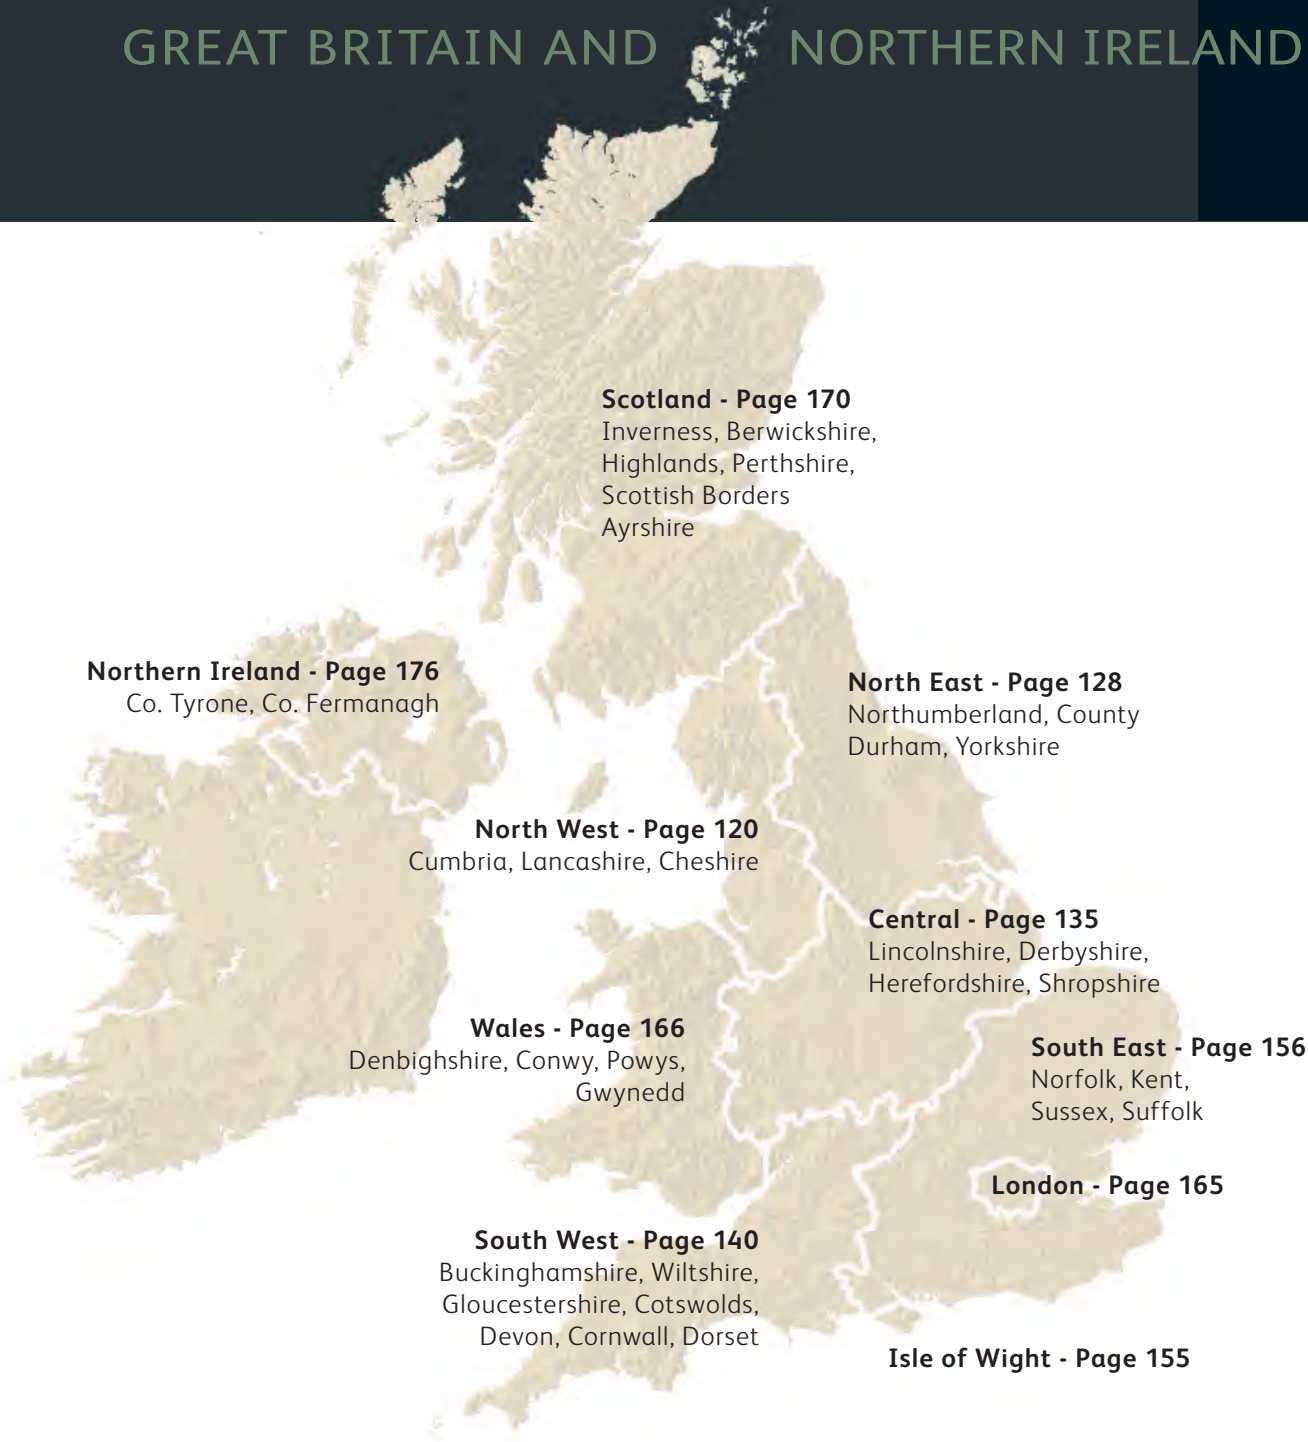 GREAT BRITAIN AND NORTHERN IRELAND
Scotland - Page 170
Inverness, Berwickshire,
Highlands, Perthshire,
Scottish Borders
Ayrshire
Northern Ireland - Page 176
Co. Tyrone, Co. Fermanagh
North East - Page 128
Northumberland, County
Durham, Yorkshire
North West - Page 120
Cumbria, Lancashire, Cheshire
Central - Page 135
Lincolnshire, Derbyshire,
Herefordshire, Shropshire
Wales - Page 166
Denbighshire, Conwy, Powys,
Gwynedd
South East - Page 156
Norfolk, Kent,
Sussex, Suffolk
London - Page 165
South West - Page 140
Buckinghamshire, Wiltshire,
Gloucestershire, Cotswolds,
Devon, Cornwall, Dorset
Isle of Wight - Page 155